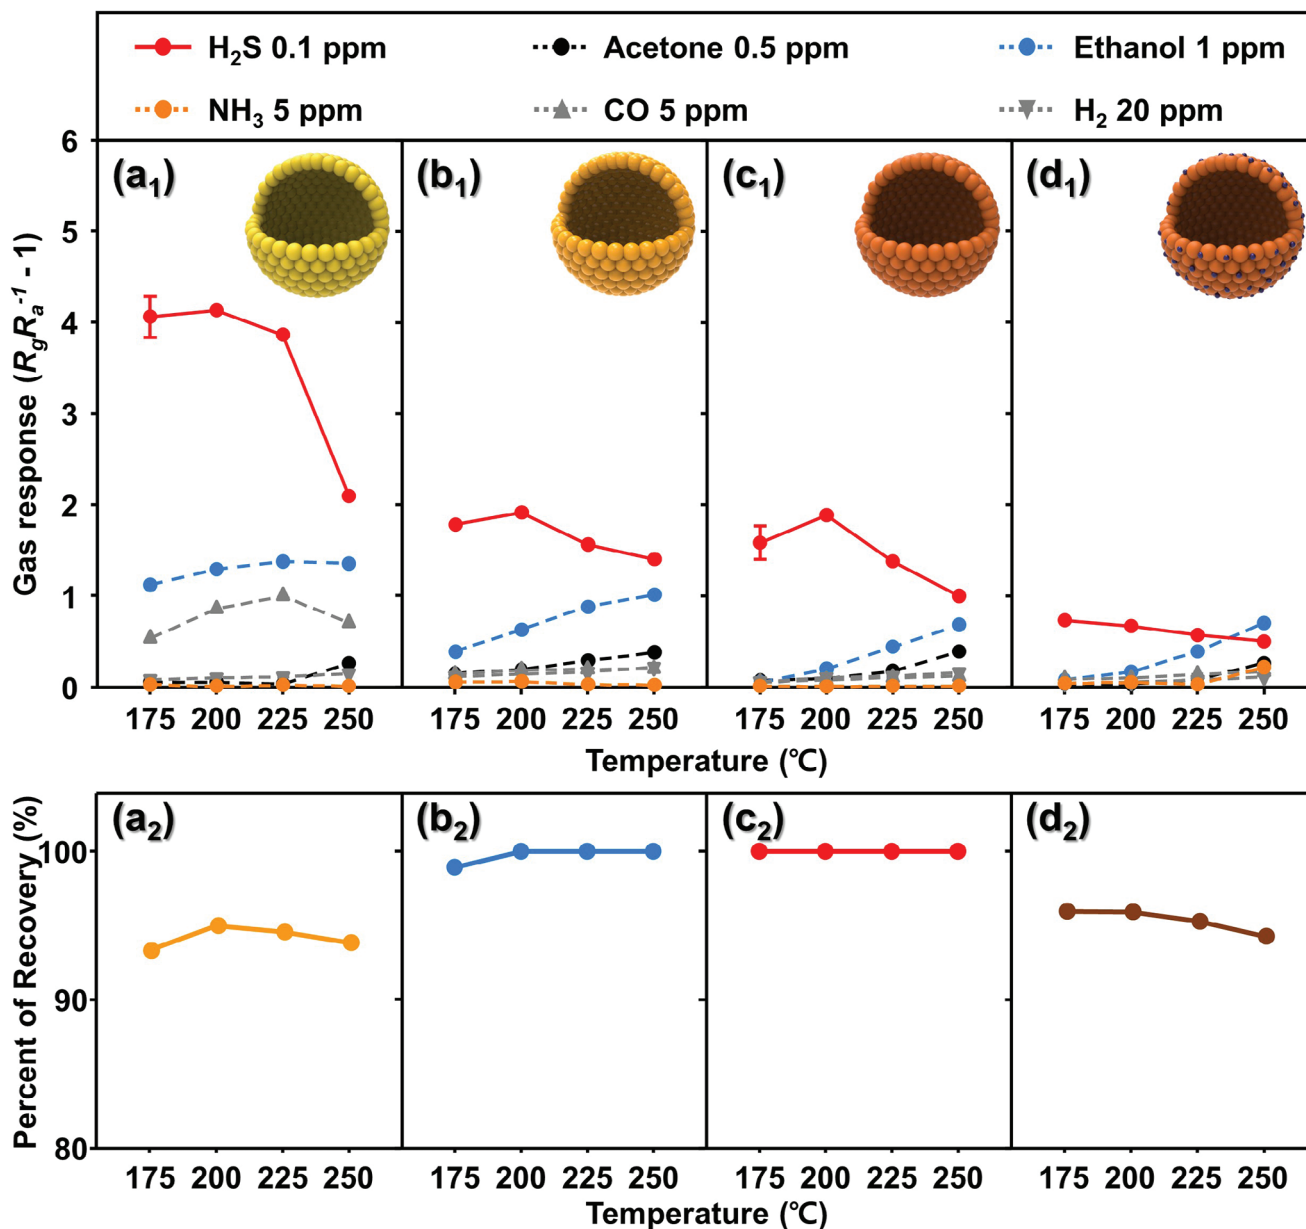 H₂S 0.1 ppm Acetone 0.5 ppm Ethanol 1 ppm
NH₃ 5 ppm CO 5 ppm H₂ 20 ppm
Gas response (RgRa⁻¹ - 1)
6
5
4
3
2
1
0
(a₁) (b₁) (c₁) (d₁)
175 200 225 250 175 200 225 250 175 200 225 250 175 200 225 250
Temperature (℃)
Percent of Recovery (%)
100
90
80
(a₂) (b₂) (c₂) (d₂)
175 200 225 250 175 200 225 250 175 200 225 250 175 200 225 250
Temperature (℃)